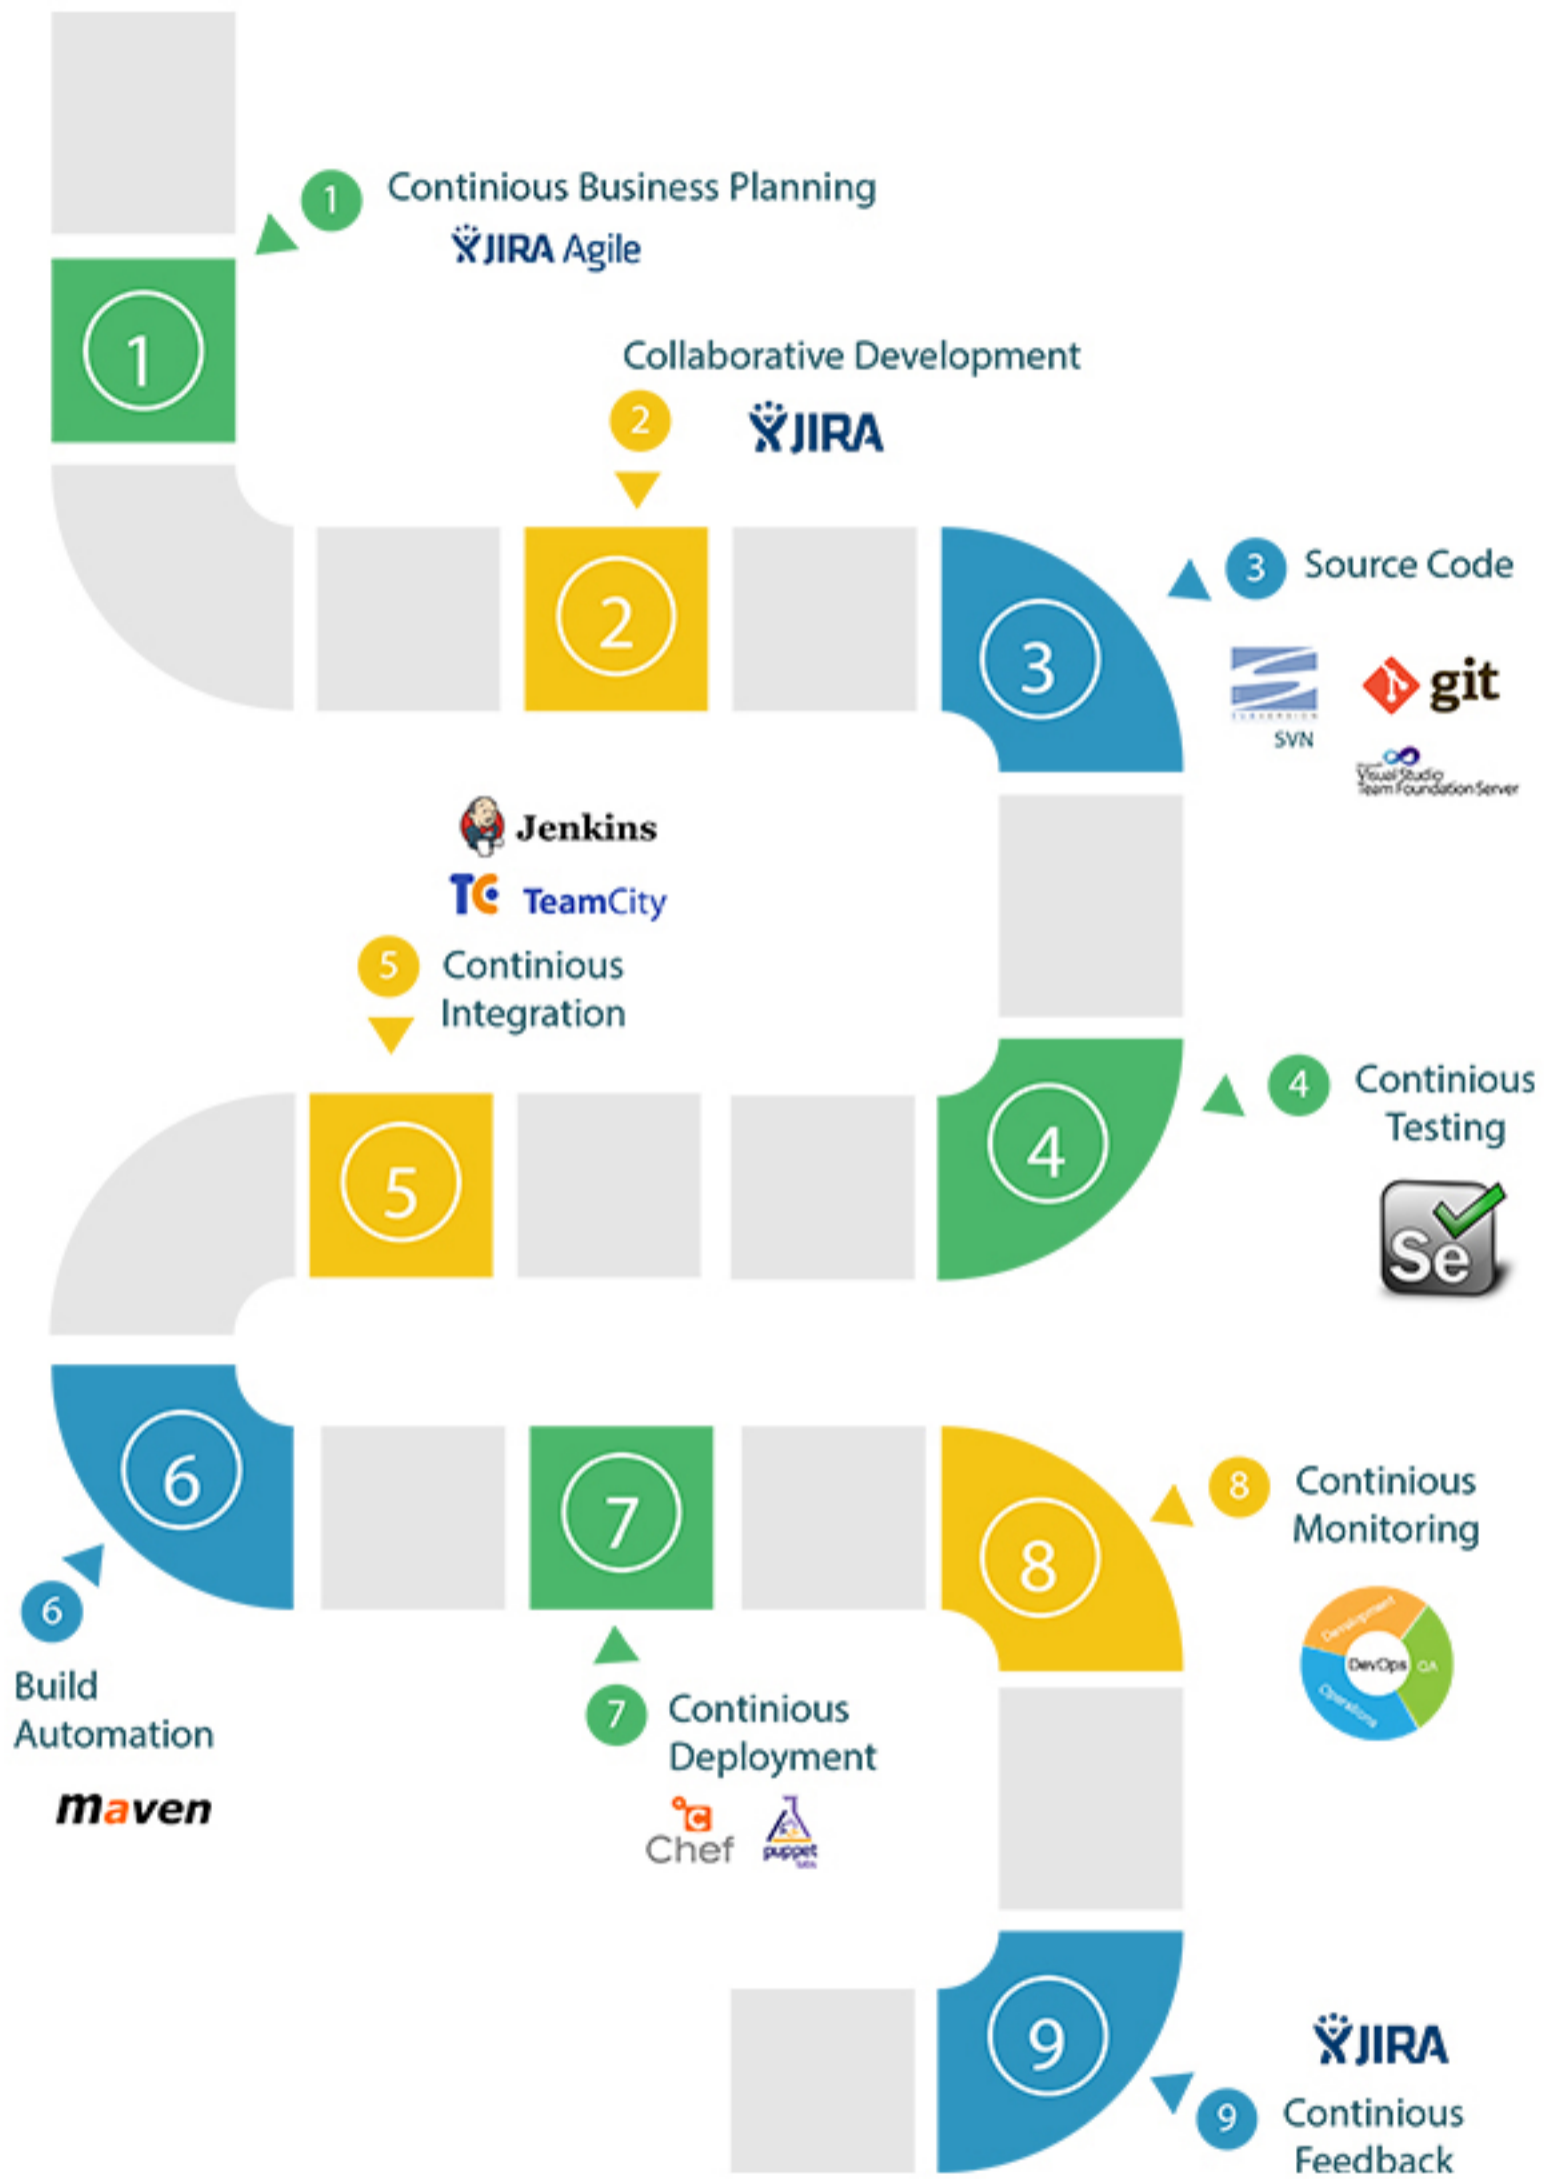 1 Continious Business Planning
JIRA Agile
1
Collaborative Development
2 JIRA
2
3
3 Source Code
SUBVERSION
SVN
git
Visual Studio
Team Foundation Server
Jenkins
TC TeamCity
5 Continious
Integration
5
4
4 Continious
Testing
Se
6
6
Build
Automation
maven
7
7 Continious
Deployment
Chef
puppet
labs
8
8 Continious
Monitoring
Development
DevOps
QA
Operations
9
JIRA
9 Continious
Feedback